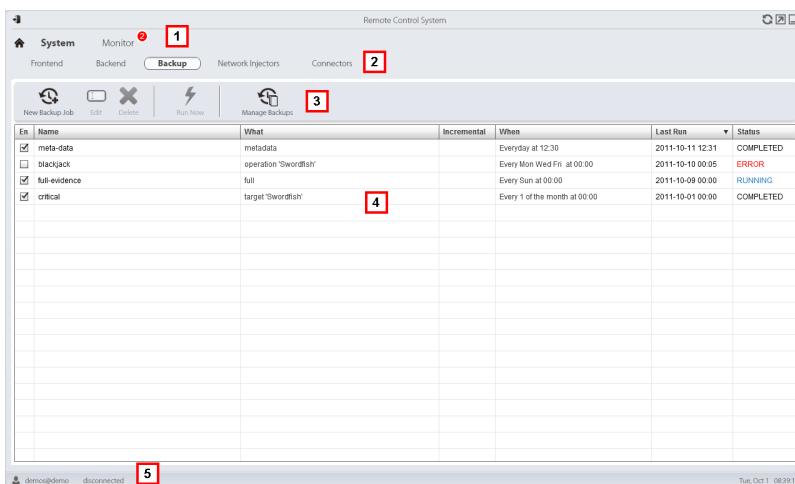 Remote Control System
System Monitor 2 1
Frontend Backend Backup Network Injectors Connectors 2
New Backup Job Edit Delete Run Now Manage Backups 3
En Name What Incremental When Last Run Status
meta-data metadata Everyday at 12:30 2011-10-11 12:31 COMPLETED
blackjack operation 'Swordfish' Every Mon Wed Fri at 00:00 2011-10-10 00:05 ERROR
full-evidence full Every Sun at 00:00 2011-10-09 00:00 RUNNING
critical target 'Swordfish' Every 1 of the month at 00:00 2011-10-01 00:00 COMPLETED
4
demos@demo disconnected 5 Tue, Oct 1